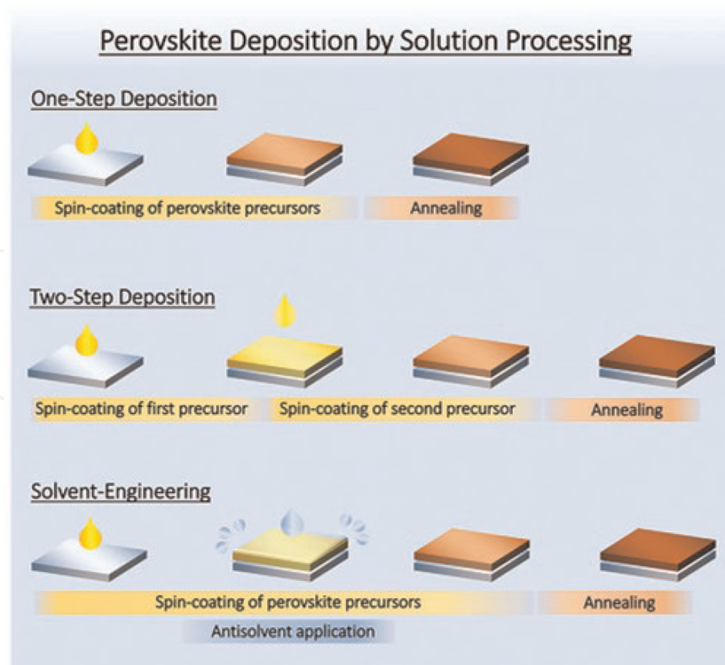 Perovskite Deposition by Solution Processing
One-Step Deposition
Spin-coating of perovskite precursors
Annealing
Two-Step Deposition
Spin-coating of first precursor
Spin-coating of second precursor
Annealing
Solvent-Engineering
Spin-coating of perovskite precursors
Annealing
Antisolvent application